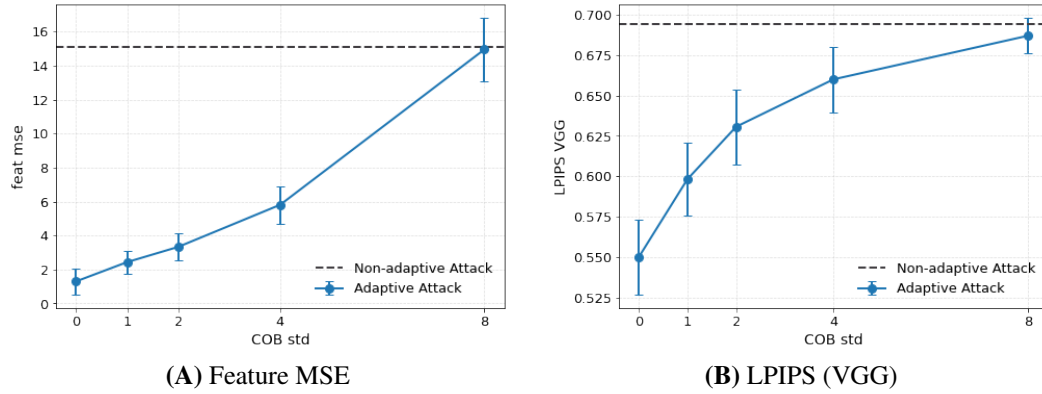 16
14
12
10
8
6
4
2
0
feat mse
Non-adaptive Attack
Adaptive Attack
0 1 2 4 8
COB std
(A) Feature MSE
0.700
0.675
0.650
0.625
0.600
0.575
0.550
0.525
LPIPS VGG
Non-adaptive Attack
Adaptive Attack
0 1 2 4 8
COB std
(B) LPIPS (VGG)